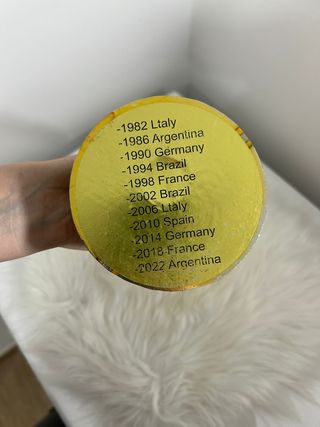 -1982 Ltaly
-1986 Argentina
-1990 Germany
-1994 Brazil
-1998 France
-2002 Brazil
-2006 Ltaly
-2010 Spain
-2014 Germany
-2018 France
-2022 Argentina